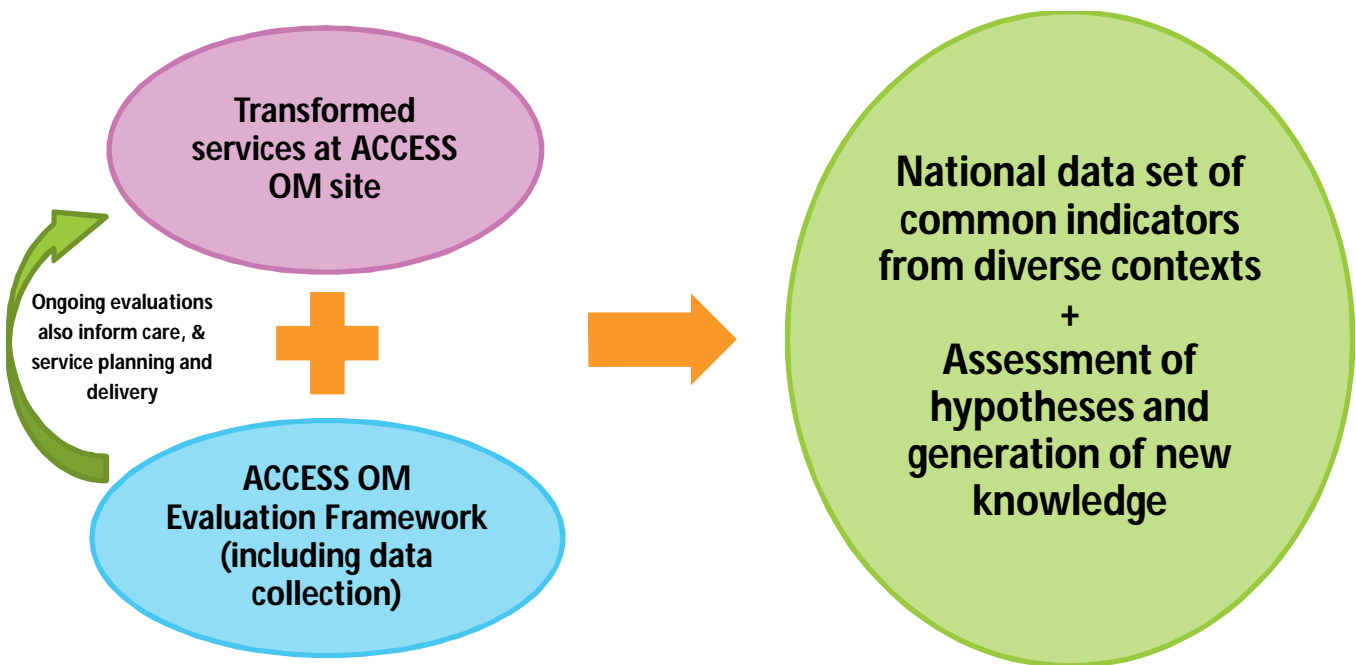 Transformed
services at ACCESS
OM site
Ongoing evaluations
also inform care, &
service planning and
delivery
ACCESS OM
Evaluation Framework
(including data
collection)
National data set of
common indicators
from diverse contexts
+
Assessment of
hypotheses and
generation of new
knowledge